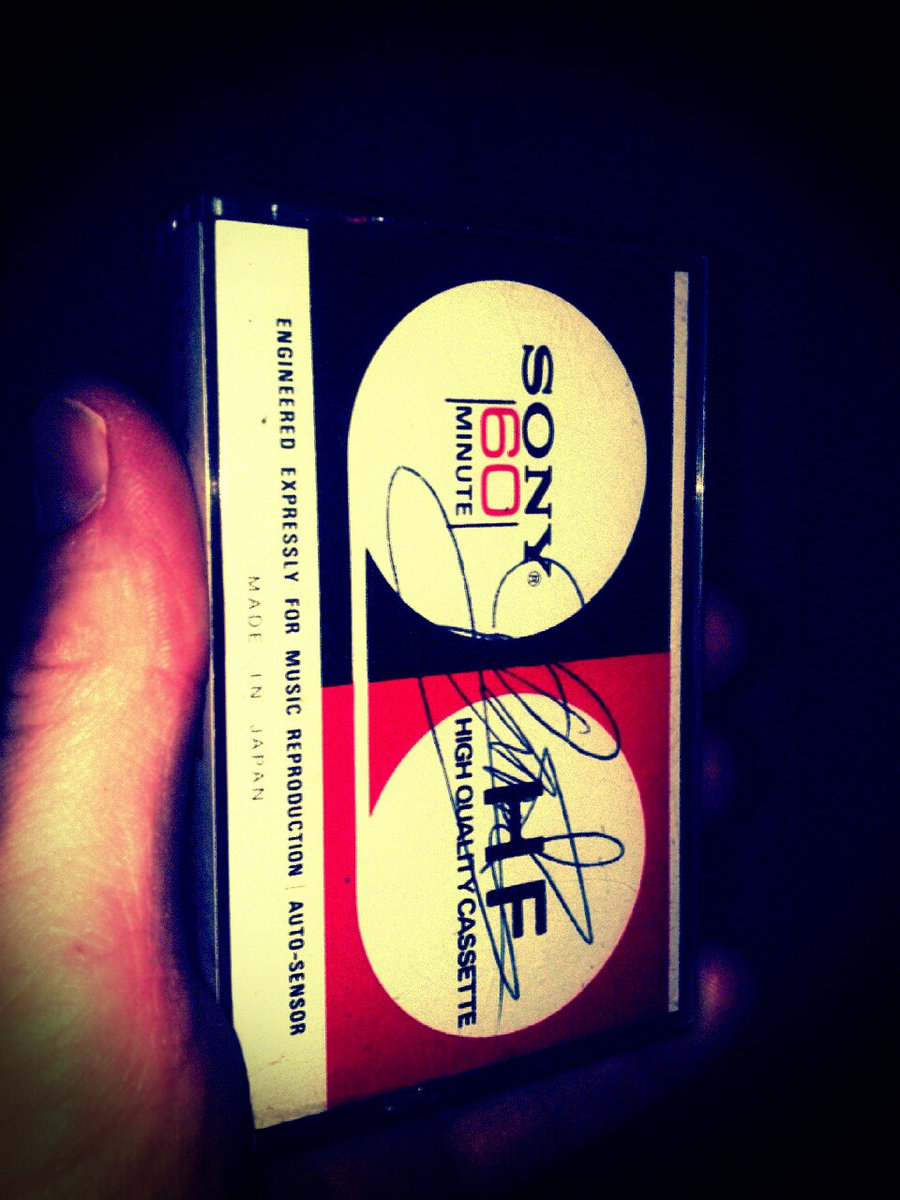 SONY®
60
MINUTE
HF
HIGH QUALITY CASSETTE
ENGINEERED EXPRESSLY FOR MUSIC REPRODUCTION | AUTO-SENSOR
MADE IN JAPAN